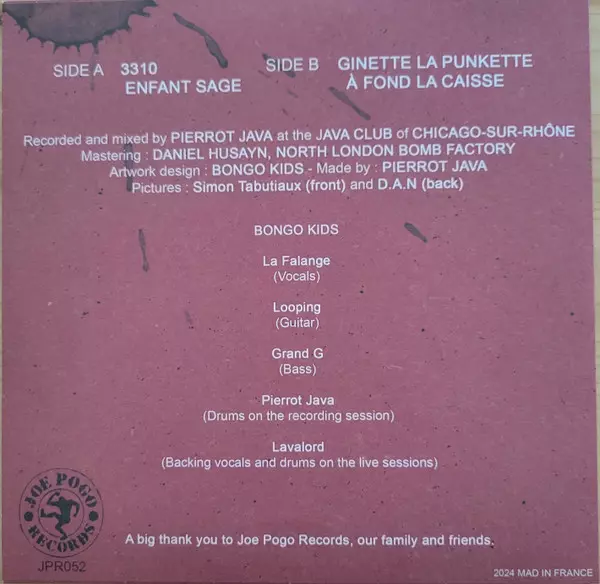 SIDE A 3310
ENFANT SAGE
SIDE B GINETTE LA PUNKETTE
À FOND LA CAISSE
Recorded and mixed by PIERROT JAVA at the JAVA CLUB of CHICAGO-SUR-RHÔNE
Mastering : DANIEL HUSAYN, NORTH LONDON BOMB FACTORY
Artwork design : BONGO KIDS - Made by : PIERROT JAVA
Pictures : Simon Tabutiaux (front) and D.A.N (back)
BONGO KIDS
La Falange
(Vocals)
Looping
(Guitar)
Grand G
(Bass)
Pierrot Java
(Drums on the recording session)
Lavalord
(Backing vocals and drums on the live sessions)
JOE POGO
RECORDS
JPR052
A big thank you to Joe Pogo Records, our family and friends.
2024 MAD IN FRANCE